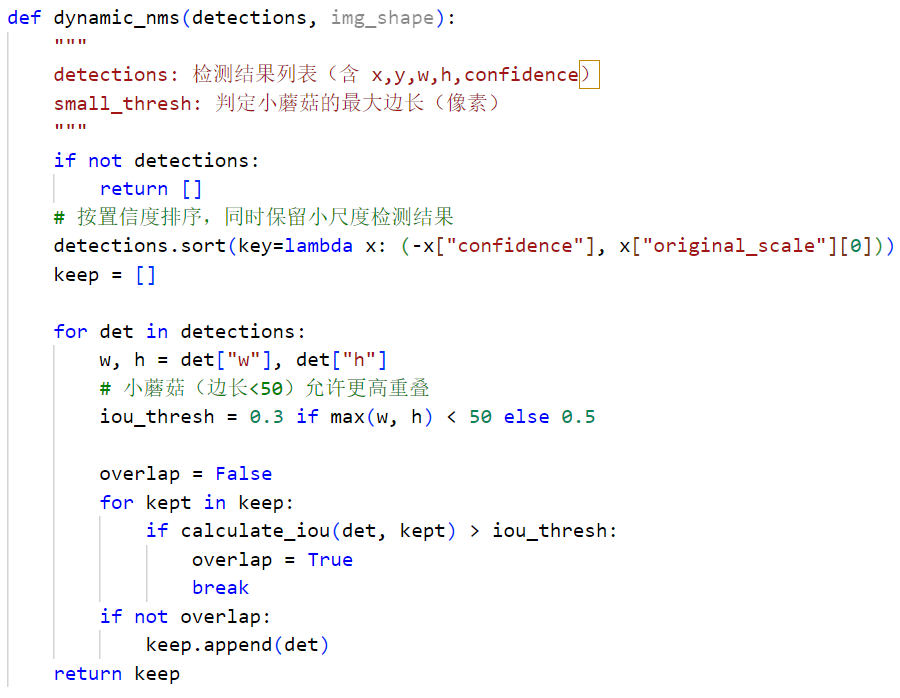 def dynamic_nms(detections, img_shape):
    """
    detections: 检测结果列表（含 x,y,w,h,confidence）
    small_thresh: 判定小蘑菇的最大边长（像素）
    """
    if not detections:
        return []
    # 按置信度排序，同时保留小尺度检测结果
    detections.sort(key=lambda x: (-x["confidence"], x["original_scale"][0]))
    keep = []

    for det in detections:
        w, h = det["w"], det["h"]
        # 小蘑菇（边长<50）允许更高重叠
        iou_thresh = 0.3 if max(w, h) < 50 else 0.5

        overlap = False
        for kept in keep:
            if calculate_iou(det, kept) > iou_thresh:
                overlap = True
                break
        if not overlap:
            keep.append(det)
    return keep